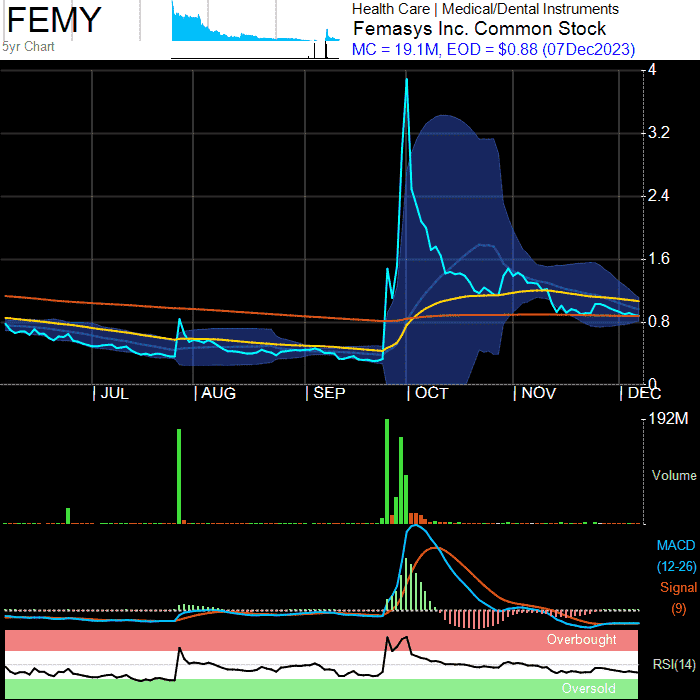 FEMY
5yr Chart
Health Care | Medical/Dental Instruments
Femasys Inc. Common Stock
MC = 19.1M, EOD = $0.88 (07Dec2023)
4
3.2
2.4
1.6
0.8
0
JUL AUG SEP OCT NOV DEC
192M
Volume
MACD
(12-26)
Signal
(9)
Overbought
RSI(14)
Oversold